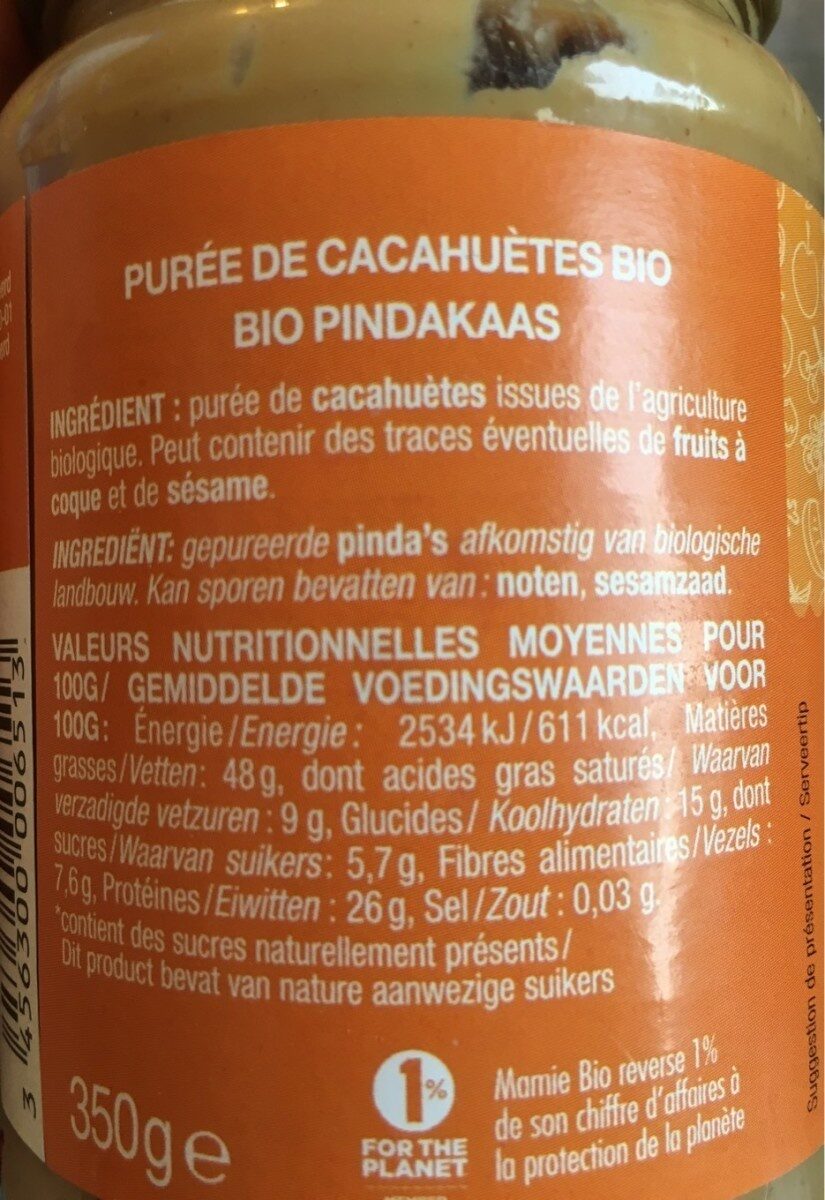 PURÉE DE CACAHUÈTES BIO
BIO PINDAKAAS
INGRÉDIENT : purée de cacahuètes issues de l'agriculture
biologique. Peut contenir des traces éventuelles de fruits à
coque et de sésame.
INGREDIËNT: gepureerde pinda's afkomstig van biologische
landbouw. Kan sporen bevatten van : noten, sesamzaad.
VALEURS NUTRITIONNELLES MOYENNES POUR
100G/ GEMIDDELDE VOEDINGSWAARDEN VOOR
100G: Énergie/Energie: 2534 kJ/611 kcal, Matières
grasses/Vetten: 48 g, dont acides gras saturés/ Waarvan
verzadigde vetzuren : 9 g, Glucides/ Koolhydraten : 15 g, dont
sucres/Waarvan suikers: 5,7 g, Fibres alimentaires/Vezels :
7,6 g, Protéines/Eiwitten : 26 g, Sel/Zout : 0,03 g.
*contient des sucres naturellement présents/
Dit product bevat van nature aanwezige suikers
350g e
1%
FOR THE
PLANET
Mamie Bio reverse 1%
de son chiffre d'affaires à
la protection de la planète
Suggestion de présentation / Serveertip
3 456300 006513